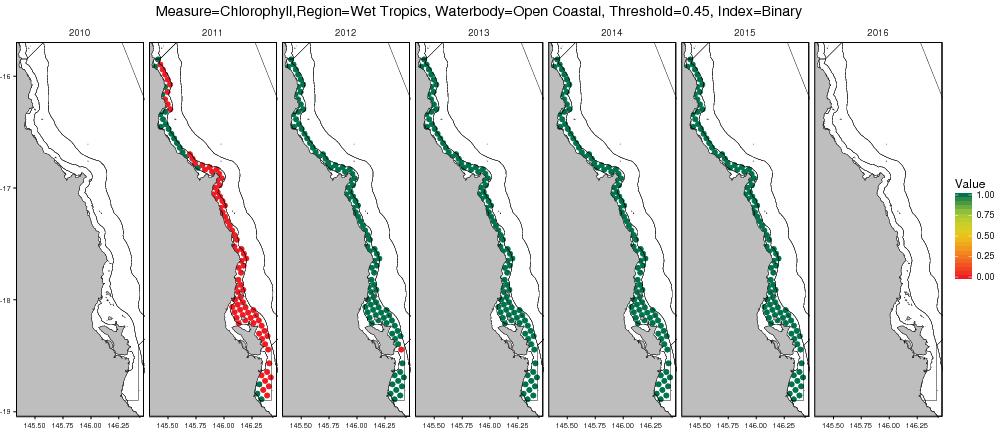 Measure=Chlorophyll,Region=Wet Tropics, Waterbody=Open Coastal, Threshold=0.45, Index=Binary
2010 2011 2012 2013 2014 2015 2016
-16
-17
-18
-19
Value
1.00
0.75
0.50
0.25
0.00
145.50 145.75 146.00 146.25 145.50 145.75 146.00 146.25 145.50 145.75 146.00 146.25 145.50 145.75 146.00 146.25 145.50 145.75 146.00 146.25 145.50 145.75 146.00 146.25 145.50 145.75 146.00 146.25